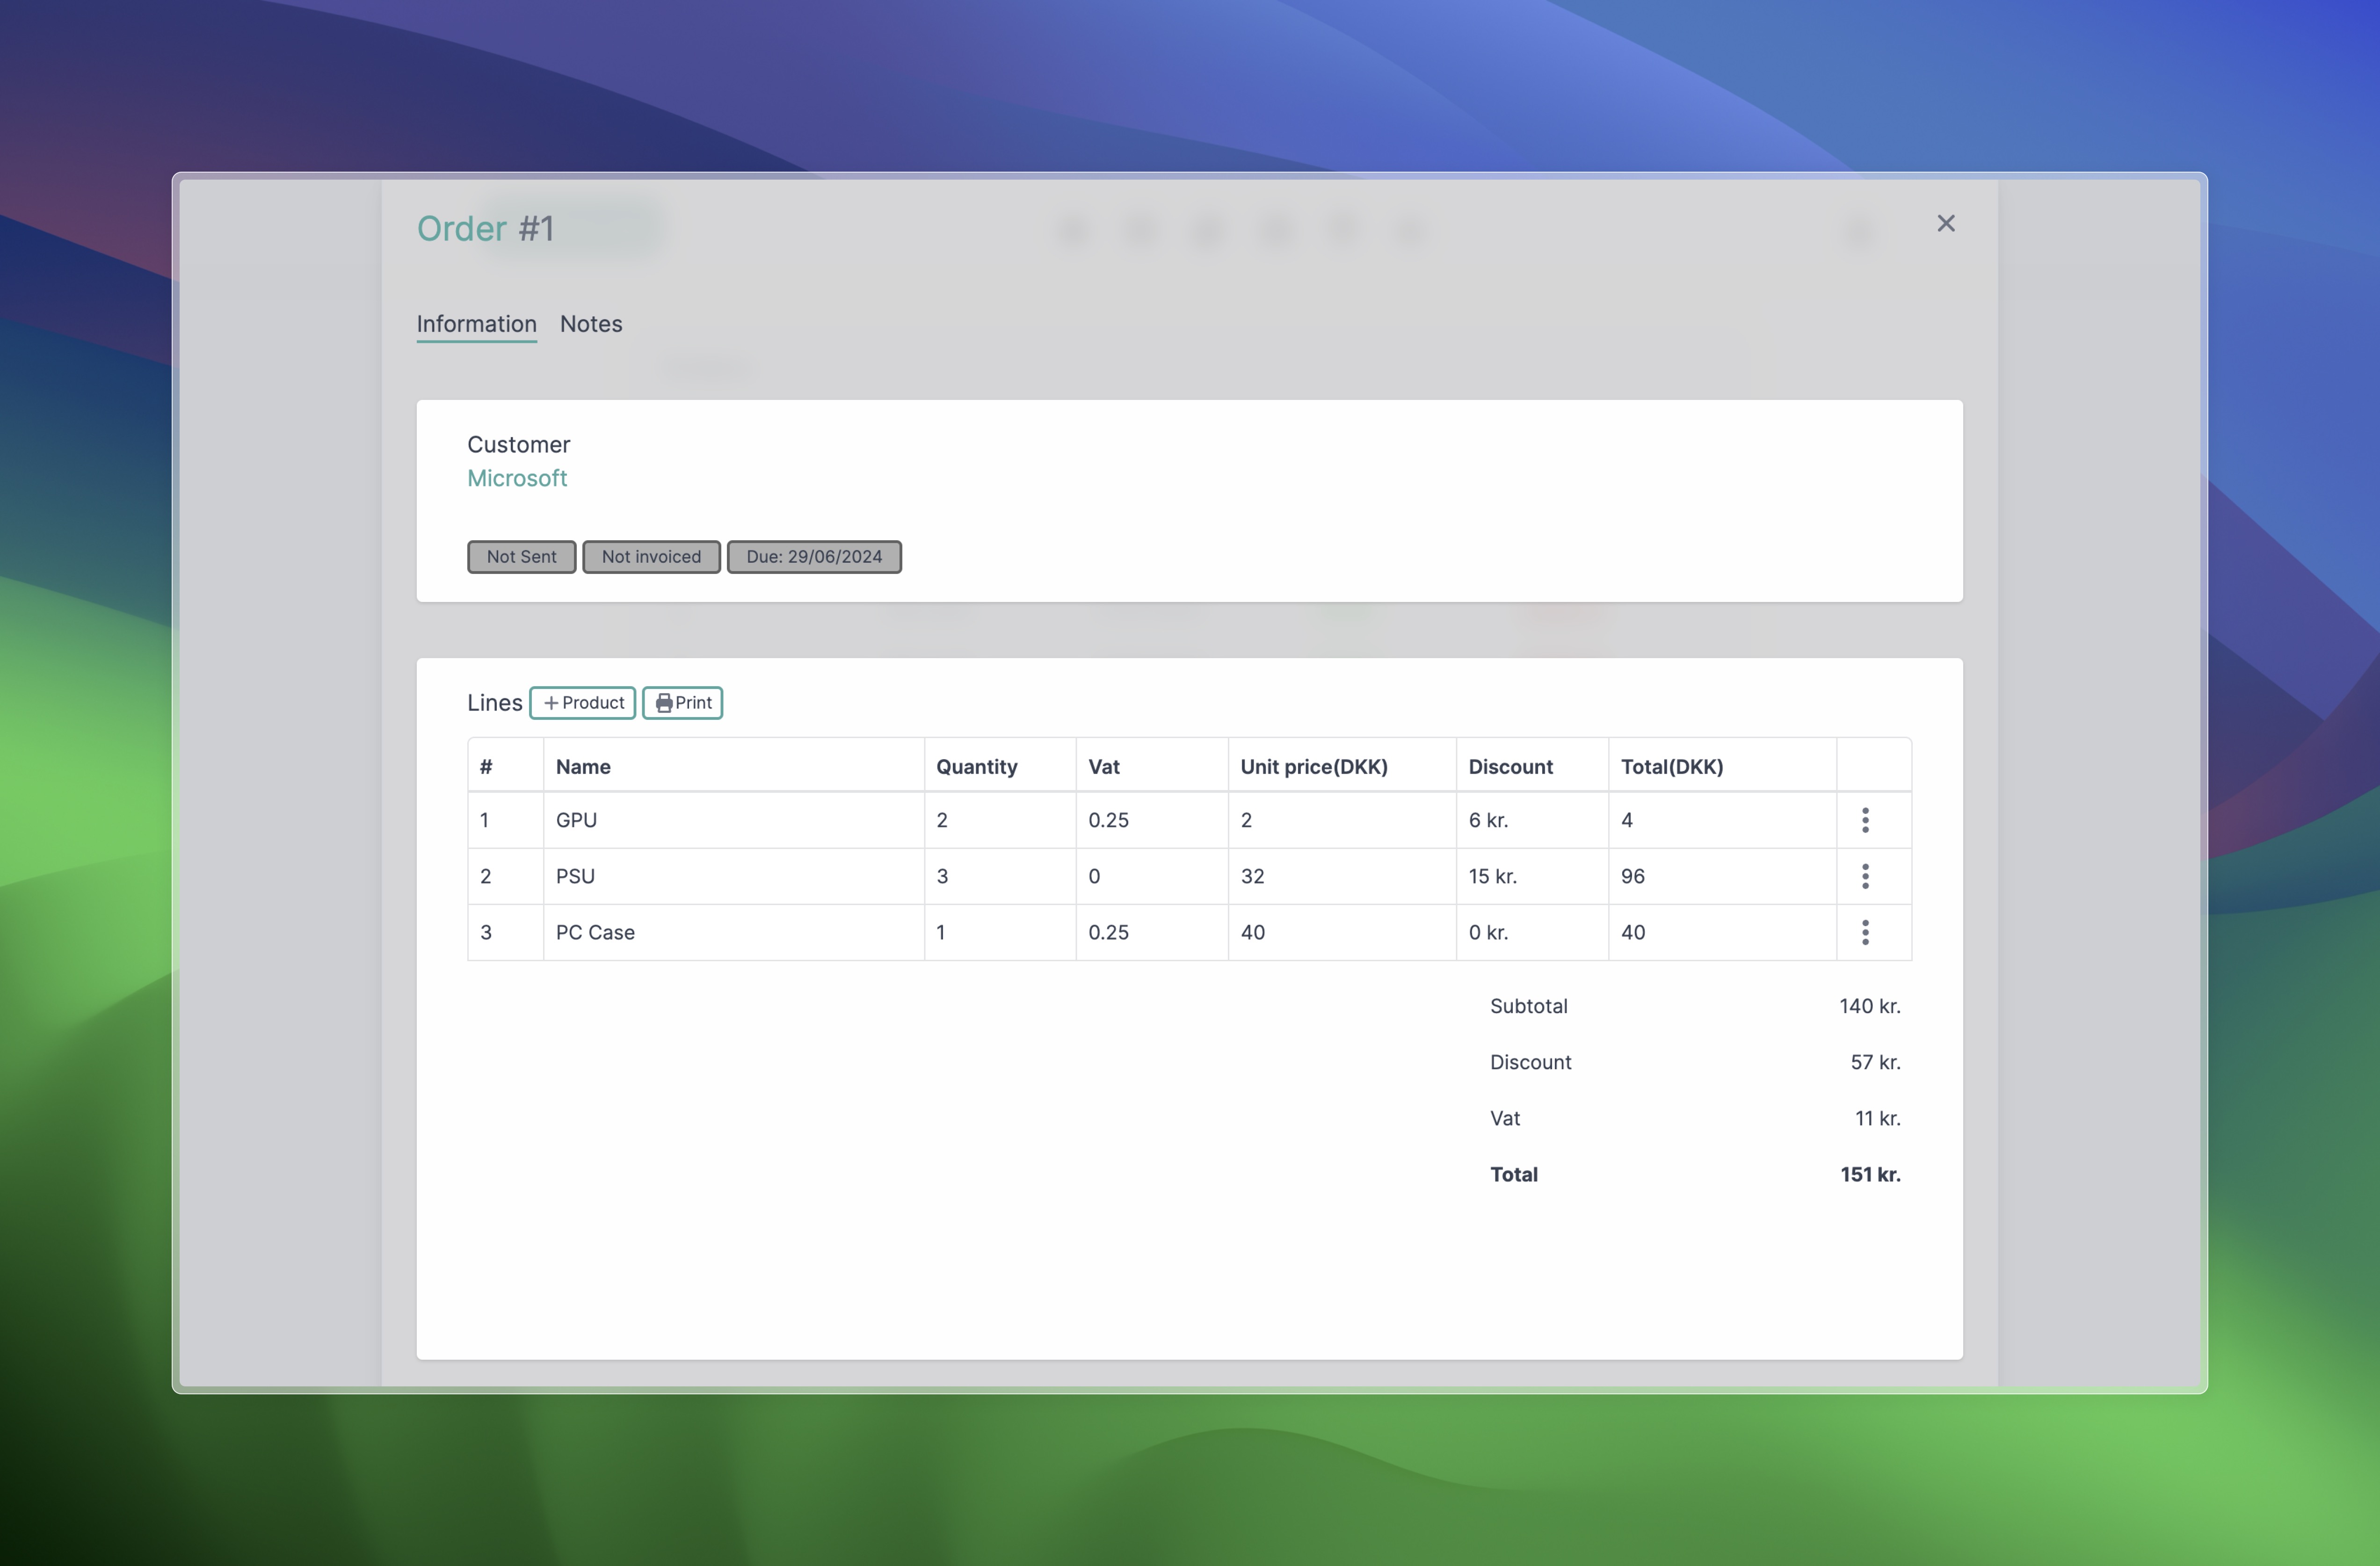 Order #1
Information Notes
Customer
Microsoft
Not Sent Not invoiced Due: 29/06/2024
Lines +Product Print
# Name Quantity Vat Unit price(DKK) Discount Total(DKK)
1 GPU 2 0.25 2 6 kr. 4
2 PSU 3 0 32 15 kr. 96
3 PC Case 1 0.25 40 0 kr. 40
Subtotal 140 kr.
Discount 57 kr.
Vat 11 kr.
Total 151 kr.